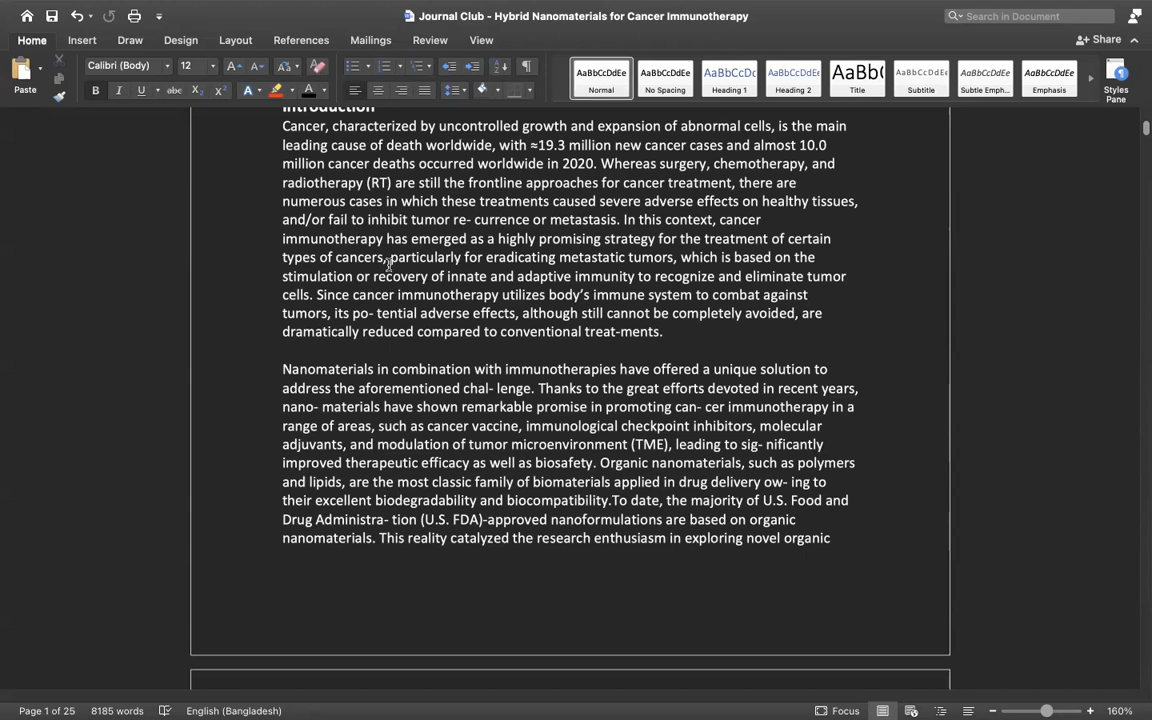 Journal Club - Hybrid Nanomaterials for Cancer Immunotherapy
Search in Document
Home Insert Draw Design Layout References Mailings Review View
Share
Paste
Calibri (Body) 12
AaBbCcDdEe AaBbCcDdEe AaBbCcDc AaBbCcDdEe AaBb( AaBbCcDdEe AaBbCcDdEe AaBbCcDdEe
Normal No Spacing Heading 1 Heading 2 Title Subtitle Subtle Emph... Emphasis
Styles
Pane
Introduction
Cancer, characterized by uncontrolled growth and expansion of abnormal cells, is the main
leading cause of death worldwide, with ≈19.3 million new cancer cases and almost 10.0
million cancer deaths occurred worldwide in 2020. Whereas surgery, chemotherapy, and
radiotherapy (RT) are still the frontline approaches for cancer treatment, there are
numerous cases in which these treatments caused severe adverse effects on healthy tissues,
and/or fail to inhibit tumor re- currence or metastasis. In this context, cancer
immunotherapy has emerged as a highly promising strategy for the treatment of certain
types of cancers, particularly for eradicating metastatic tumors, which is based on the
stimulation or recovery of innate and adaptive immunity to recognize and eliminate tumor
cells. Since cancer immunotherapy utilizes body’s immune system to combat against
tumors, its po- tential adverse effects, although still cannot be completely avoided, are
dramatically reduced compared to conventional treat-ments.
Nanomaterials in combination with immunotherapies have offered a unique solution to
address the aforementioned chal- lenge. Thanks to the great efforts devoted in recent years,
nano- materials have shown remarkable promise in promoting can- cer immunotherapy in a
range of areas, such as cancer vaccine, immunological checkpoint inhibitors, molecular
adjuvants, and modulation of tumor microenvironment (TME), leading to sig- nificantly
improved therapeutic efficacy as well as biosafety. Organic nanomaterials, such as polymers
and lipids, are the most classic family of biomaterials applied in drug delivery ow- ing to
their excellent biodegradability and biocompatibility.To date, the majority of U.S. Food and
Drug Administra- tion (U.S. FDA)-approved nanoformulations are based on organic
nanomaterials. This reality catalyzed the research enthusiasm in exploring novel organic
Page 1 of 25 8185 words English (Bangladesh) Focus 160%